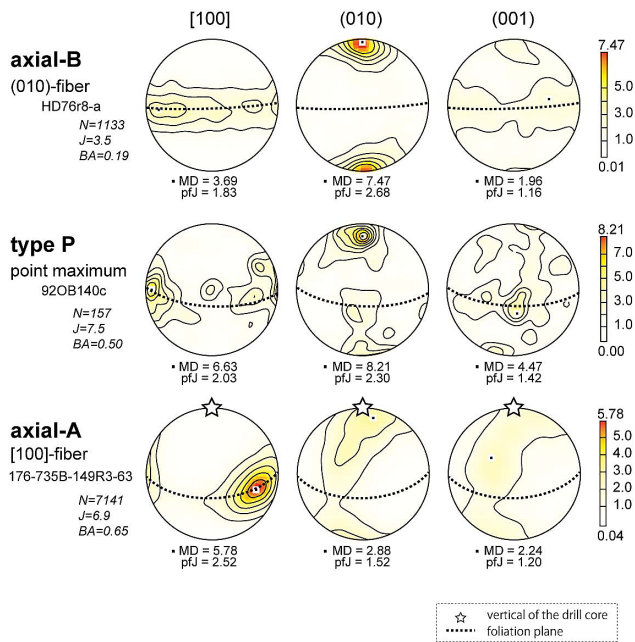 [100] (010) (001)
axial-B
(010)-fiber
HD76r8-a
N=1133
J=3.5
BA=0.19
MD = 3.69
pfJ = 1.83
MD = 7.47
pfJ = 2.68
MD = 1.96
pfJ = 1.16
7.47
5.0
3.0
1.0
0.01
type P
point maximum
92OB140c
N=157
J=7.5
BA=0.50
MD = 6.63
pfJ = 2.03
MD = 8.21
pfJ = 2.30
MD = 4.47
pfJ = 1.42
8.21
7.0
5.0
3.0
1.0
0.00
axial-A
[100]-fiber
176-735B-149R3-63
N=7141
J=6.9
BA=0.65
MD = 5.78
pfJ = 2.52
MD = 2.88
pfJ = 1.52
MD = 2.24
pfJ = 1.20
5.78
5.0
4.0
3.0
2.0
1.0
0.04
vertical of the drill core
foliation plane